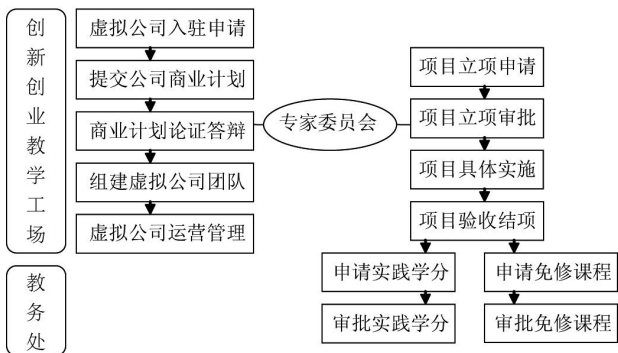 创新创业教学工场
虚拟公司入驻申请
提交公司商业计划
商业计划论证答辩
组建虚拟公司团队
虚拟公司运营管理
专家委员会
项目立项申请
项目立项审批
项目具体实施
项目验收结项
申请实践学分
申请免修课程
教务处
审批实践学分
审批免修课程